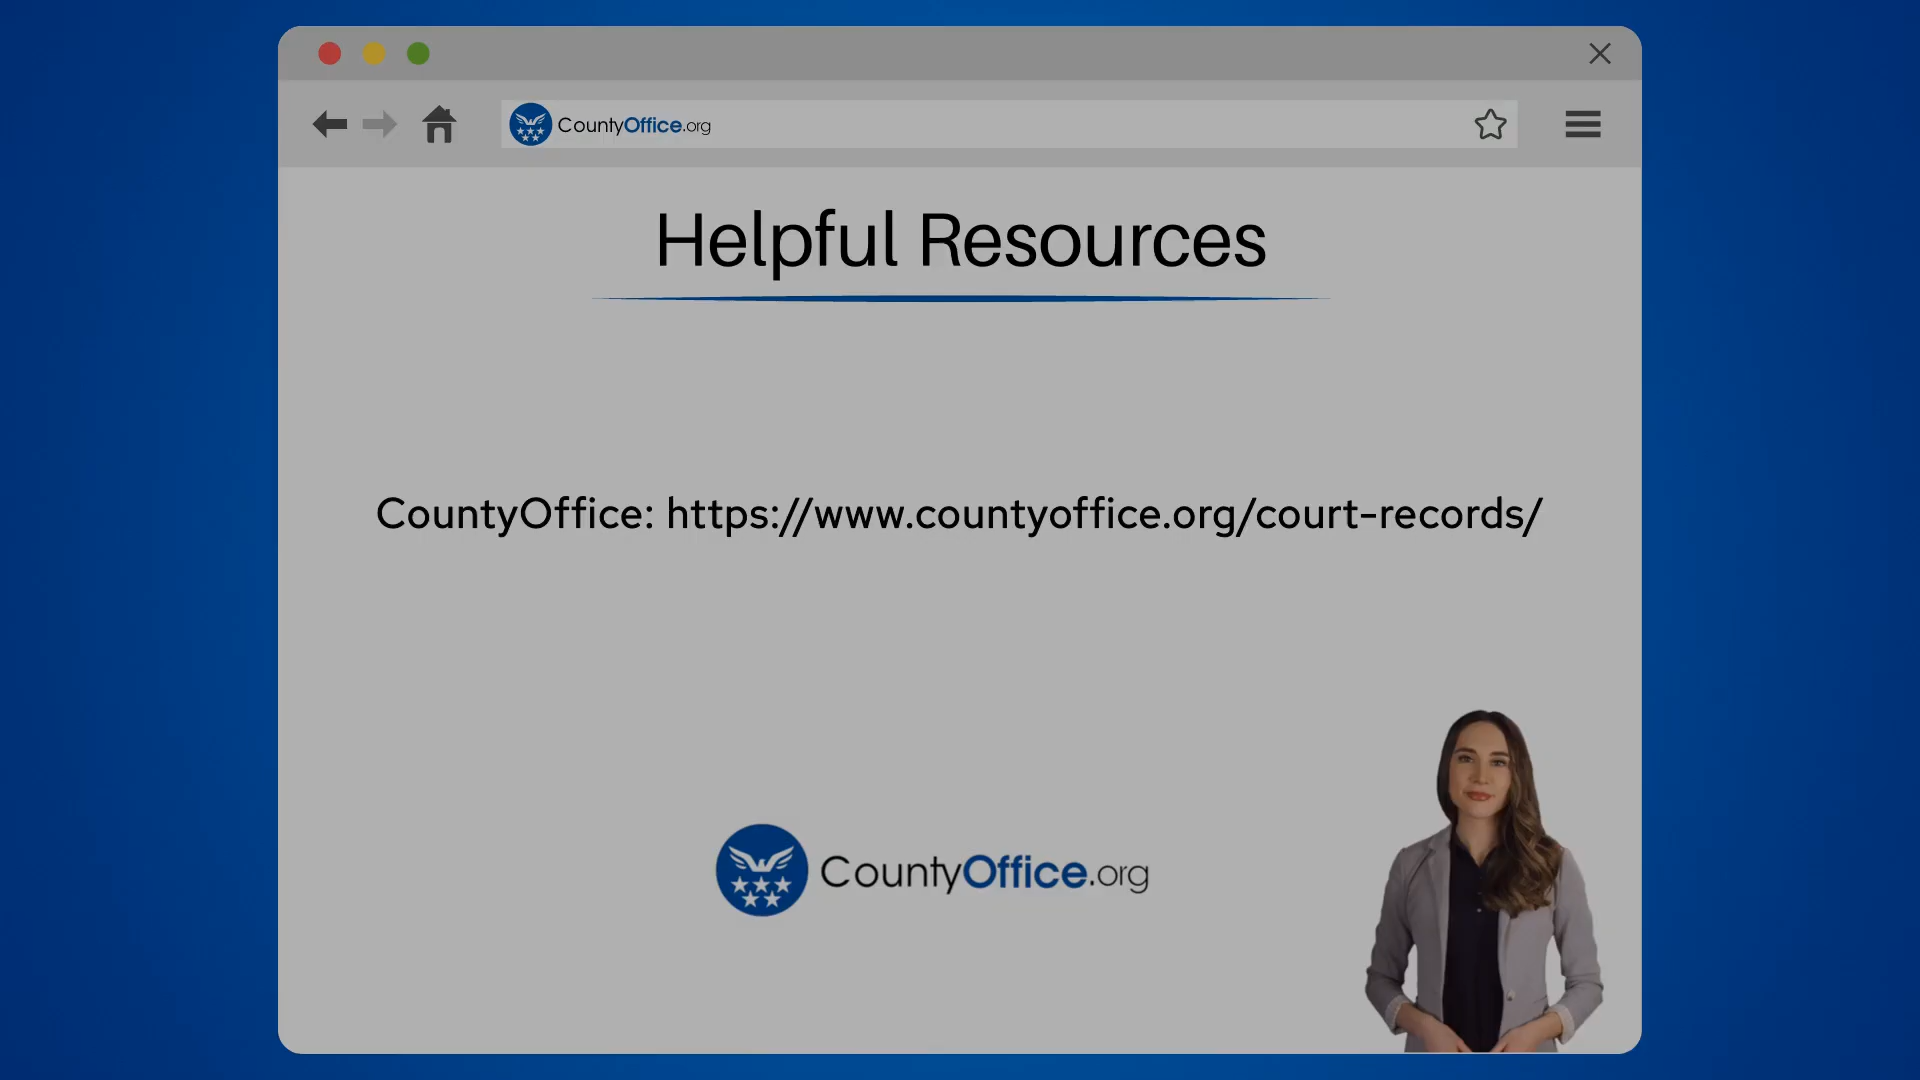 CountyOffice.org
Helpful Resources
CountyOffice: https://www.countyoffice.org/court-records/
CountyOffice.org